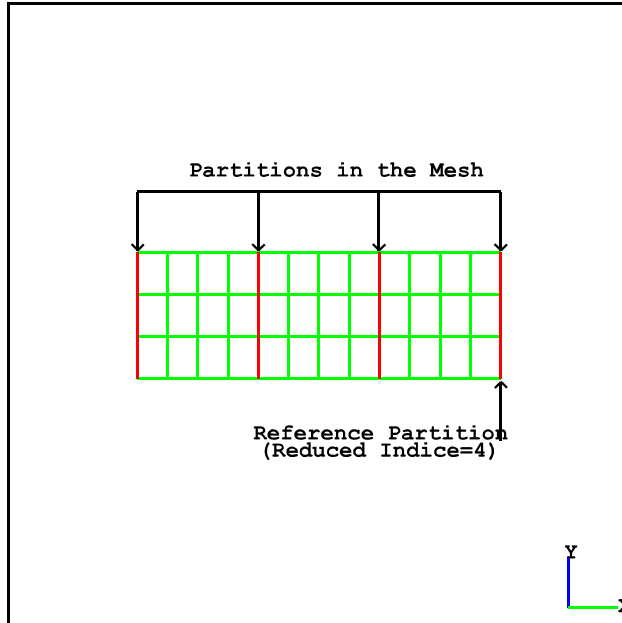 Partitions in the Mesh
Reference Partition
(Reduced Indice=4)
Y
X